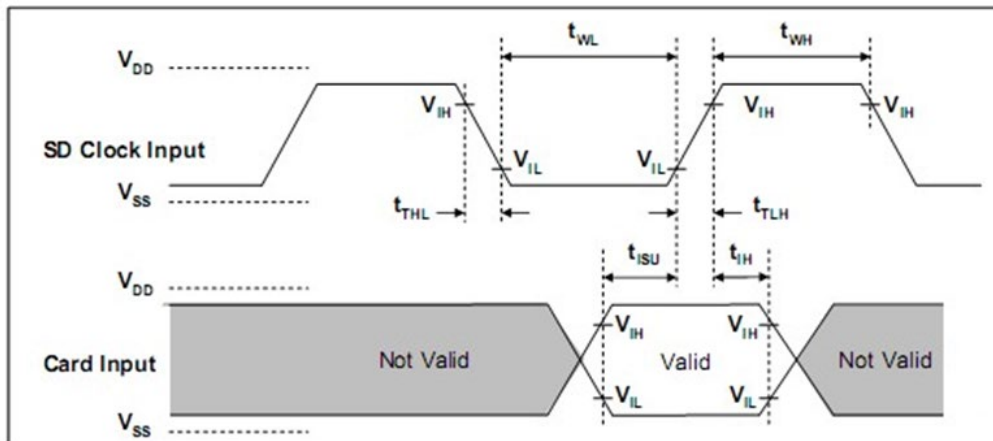 t_WL t_WH
V_DD
V_IH V_IH V_IH
SD Clock Input
V_IL V_IL
V_SS
t_THL t_TLH
t_ISU t_IH
V_DD
V_IH V_IH
Card Input Not Valid Valid Not Valid
V_IL V_IL
V_SS